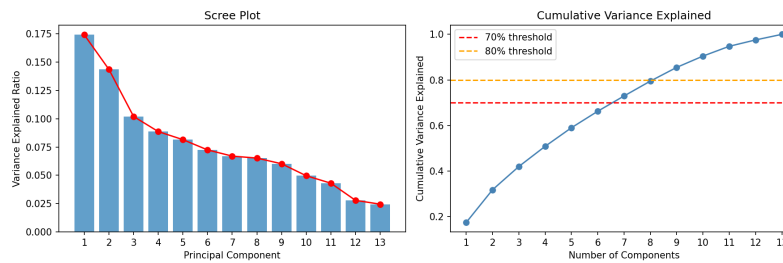 Scree Plot
0.175
0.150
0.125
0.100
0.075
0.050
0.025
0.000
Variance Explained Ratio
1 2 3 4 5 6 7 8 9 10 11 12 13
Principal Component
Cumulative Variance Explained
70% threshold
80% threshold
1.0
0.8
0.6
0.4
0.2
Cumulative Variance Explained
1 2 3 4 5 6 7 8 9 10 11 12
Number of Components